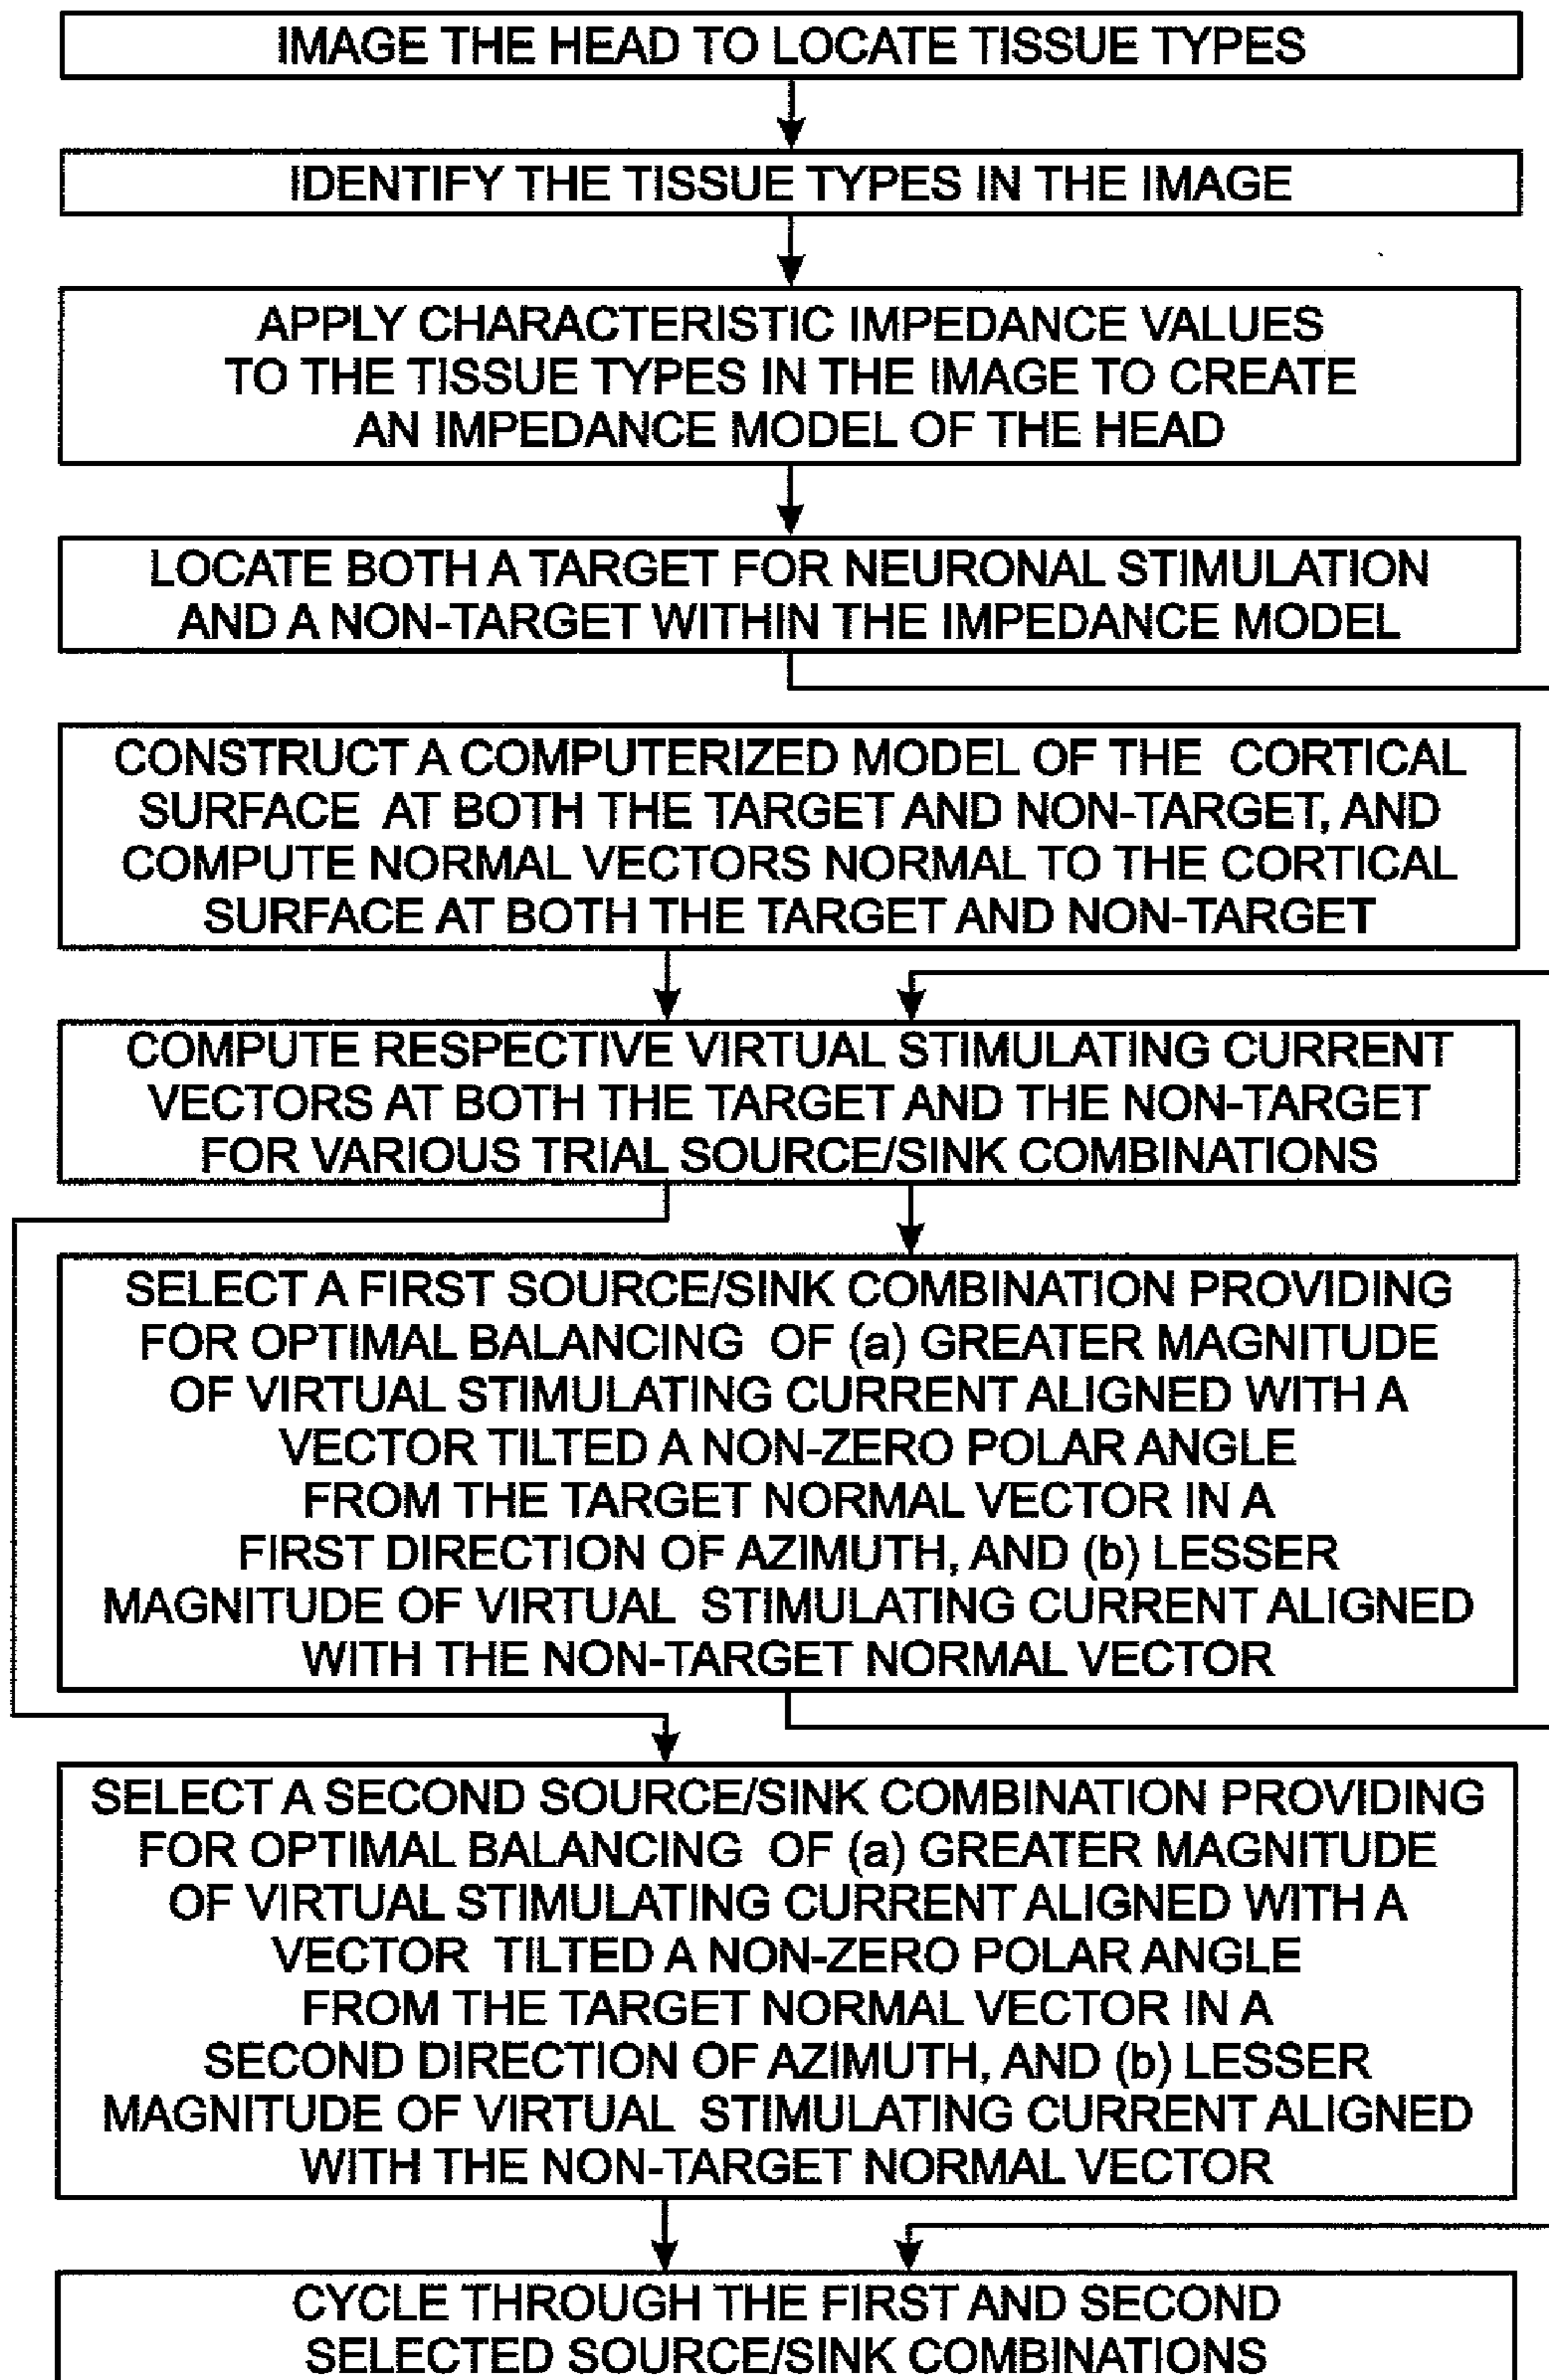 IMAGE THE HEAD TO LOCATE TISSUE TYPES
IDENTIFY THE TISSUE TYPES IN THE IMAGE
APPLY CHARACTERISTIC IMPEDANCE VALUES
TO THE TISSUE TYPES IN THE IMAGE TO CREATE
AN IMPEDANCE MODEL OF THE HEAD
LOCATE BOTH A TARGET FOR NEURONAL STIMULATION
AND A NON-TARGET WITHIN THE IMPEDANCE MODEL
CONSTRUCT A COMPUTERIZED MODEL OF THE CORTICAL
SURFACE AT BOTH THE TARGET AND NON-TARGET, AND
COMPUTE NORMAL VECTORS NORMAL TO THE CORTICAL
SURFACE AT BOTH THE TARGET AND NON-TARGET
COMPUTE RESPECTIVE VIRTUAL STIMULATING CURRENT
VECTORS AT BOTH THE TARGET AND THE NON-TARGET
FOR VARIOUS TRIAL SOURCE/SINK COMBINATIONS
SELECT A FIRST SOURCE/SINK COMBINATION PROVIDING
FOR OPTIMAL BALANCING OF (a) GREATER MAGNITUDE
OF VIRTUAL STIMULATING CURRENT ALIGNED WITH A
VECTOR TILTED A NON-ZERO POLAR ANGLE
FROM THE TARGET NORMAL VECTOR IN A
FIRST DIRECTION OF AZIMUTH, AND (b) LESSER
MAGNITUDE OF VIRTUAL STIMULATING CURRENT ALIGNED
WITH THE NON-TARGET NORMAL VECTOR
SELECT A SECOND SOURCE/SINK COMBINATION PROVIDING
FOR OPTIMAL BALANCING OF (a) GREATER MAGNITUDE
OF VIRTUAL STIMULATING CURRENT ALIGNED WITH A
VECTOR TILTED A NON-ZERO POLAR ANGLE
FROM THE TARGET NORMAL VECTOR IN A
SECOND DIRECTION OF AZIMUTH, AND (b) LESSER
MAGNITUDE OF VIRTUAL STIMULATING CURRENT ALIGNED
WITH THE NON-TARGET NORMAL VECTOR
CYCLE THROUGH THE FIRST AND SECOND
SELECTED SOURCE/SINK COMBINATIONS